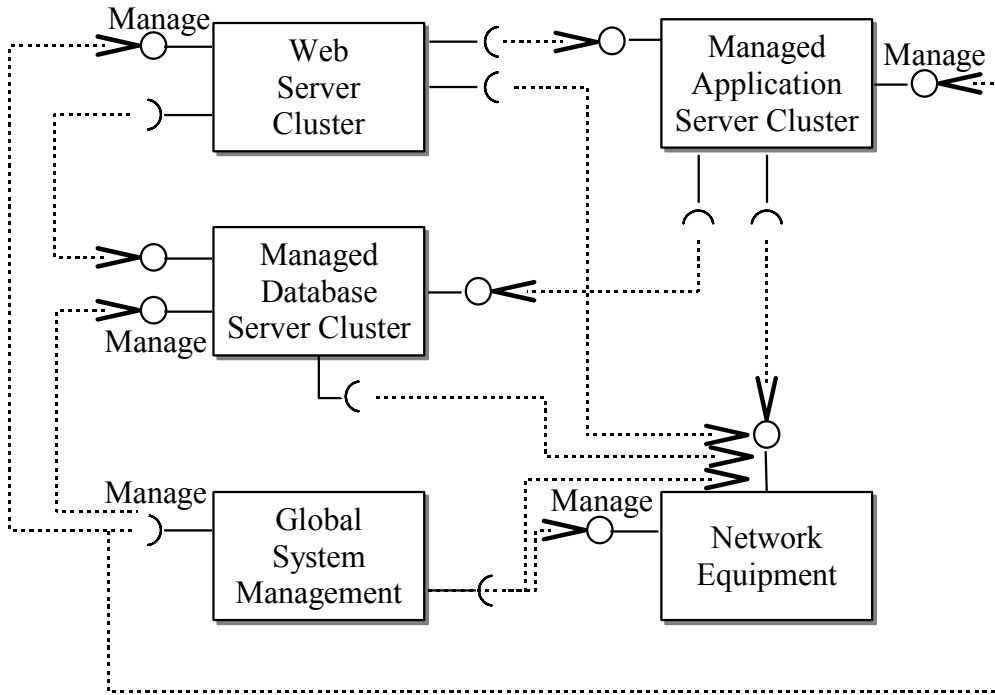 Manage
Web
Server
Cluster
Managed
Application
Server Cluster
Manage
Managed
Database
Server Cluster
Manage
Manage
Global
System
Management
Manage
Network
Equipment